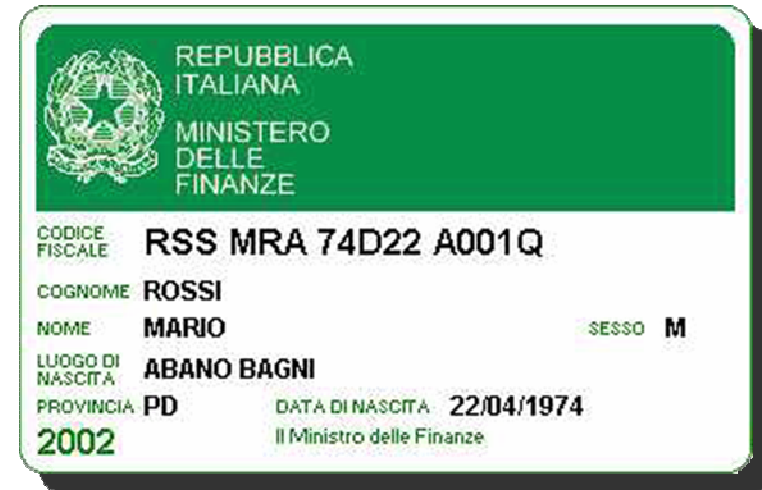 REPUBBLICA
ITALIANA
MINISTERO
DELLE
FINANZE
CODICE
FISCALE
RSS MRA 74D22 A001Q
COGNOME ROSSI
NOME MARIO SESSO M
LUOGO DI
NASCITA
ABANO BAGNI
PROVINCIA PD DATA DI NASCITA 22/04/1974
2002 Il Ministro delle Finanze